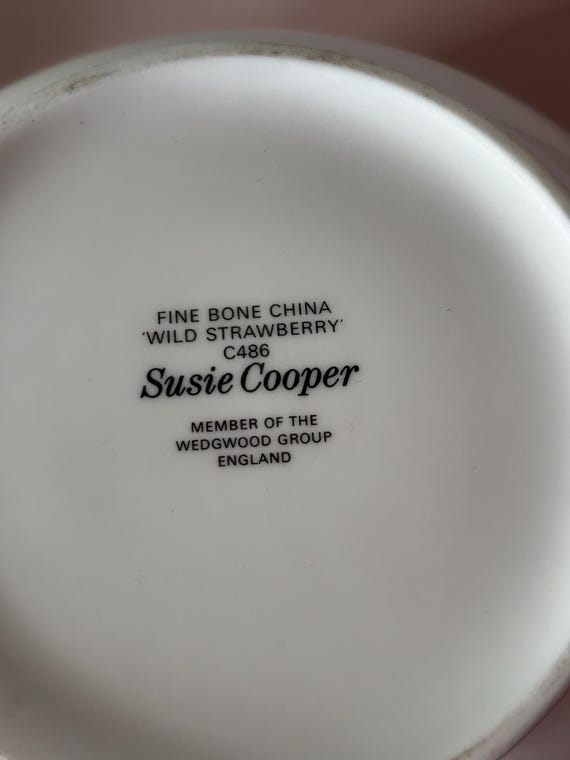 FINE BONE CHINA
'WILD STRAWBERRY'
C486
Susie Cooper
MEMBER OF THE
WEDGWOOD GROUP
ENGLAND